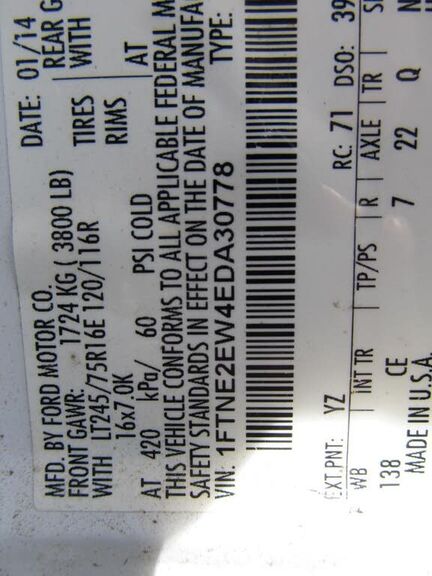 MFD. BY FORD MOTOR CO. DATE: 01/14
FRONT GAWR: 1724 KG ( 3800 LB) REAR G
WITH LT245/75R16E 120/116R TIRES WITH
16x7.0K RIMS
AT 420 kPa/ 60 PSI COLD AT
THIS VEHICLE CONFORMS TO ALL APPLICABLE FEDERAL M
SAFETY STANDARDS IN EFFECT ON THE DATE OF MANUFA
VIN: 1FTNE2EW4EDA30778 TYPE:
EXT.PNT: YZ RC: 71 DSO: 39
WB INT TR TP/PS R AXLE TR
138 CE 7 22 Q
MADE IN U.S.A.